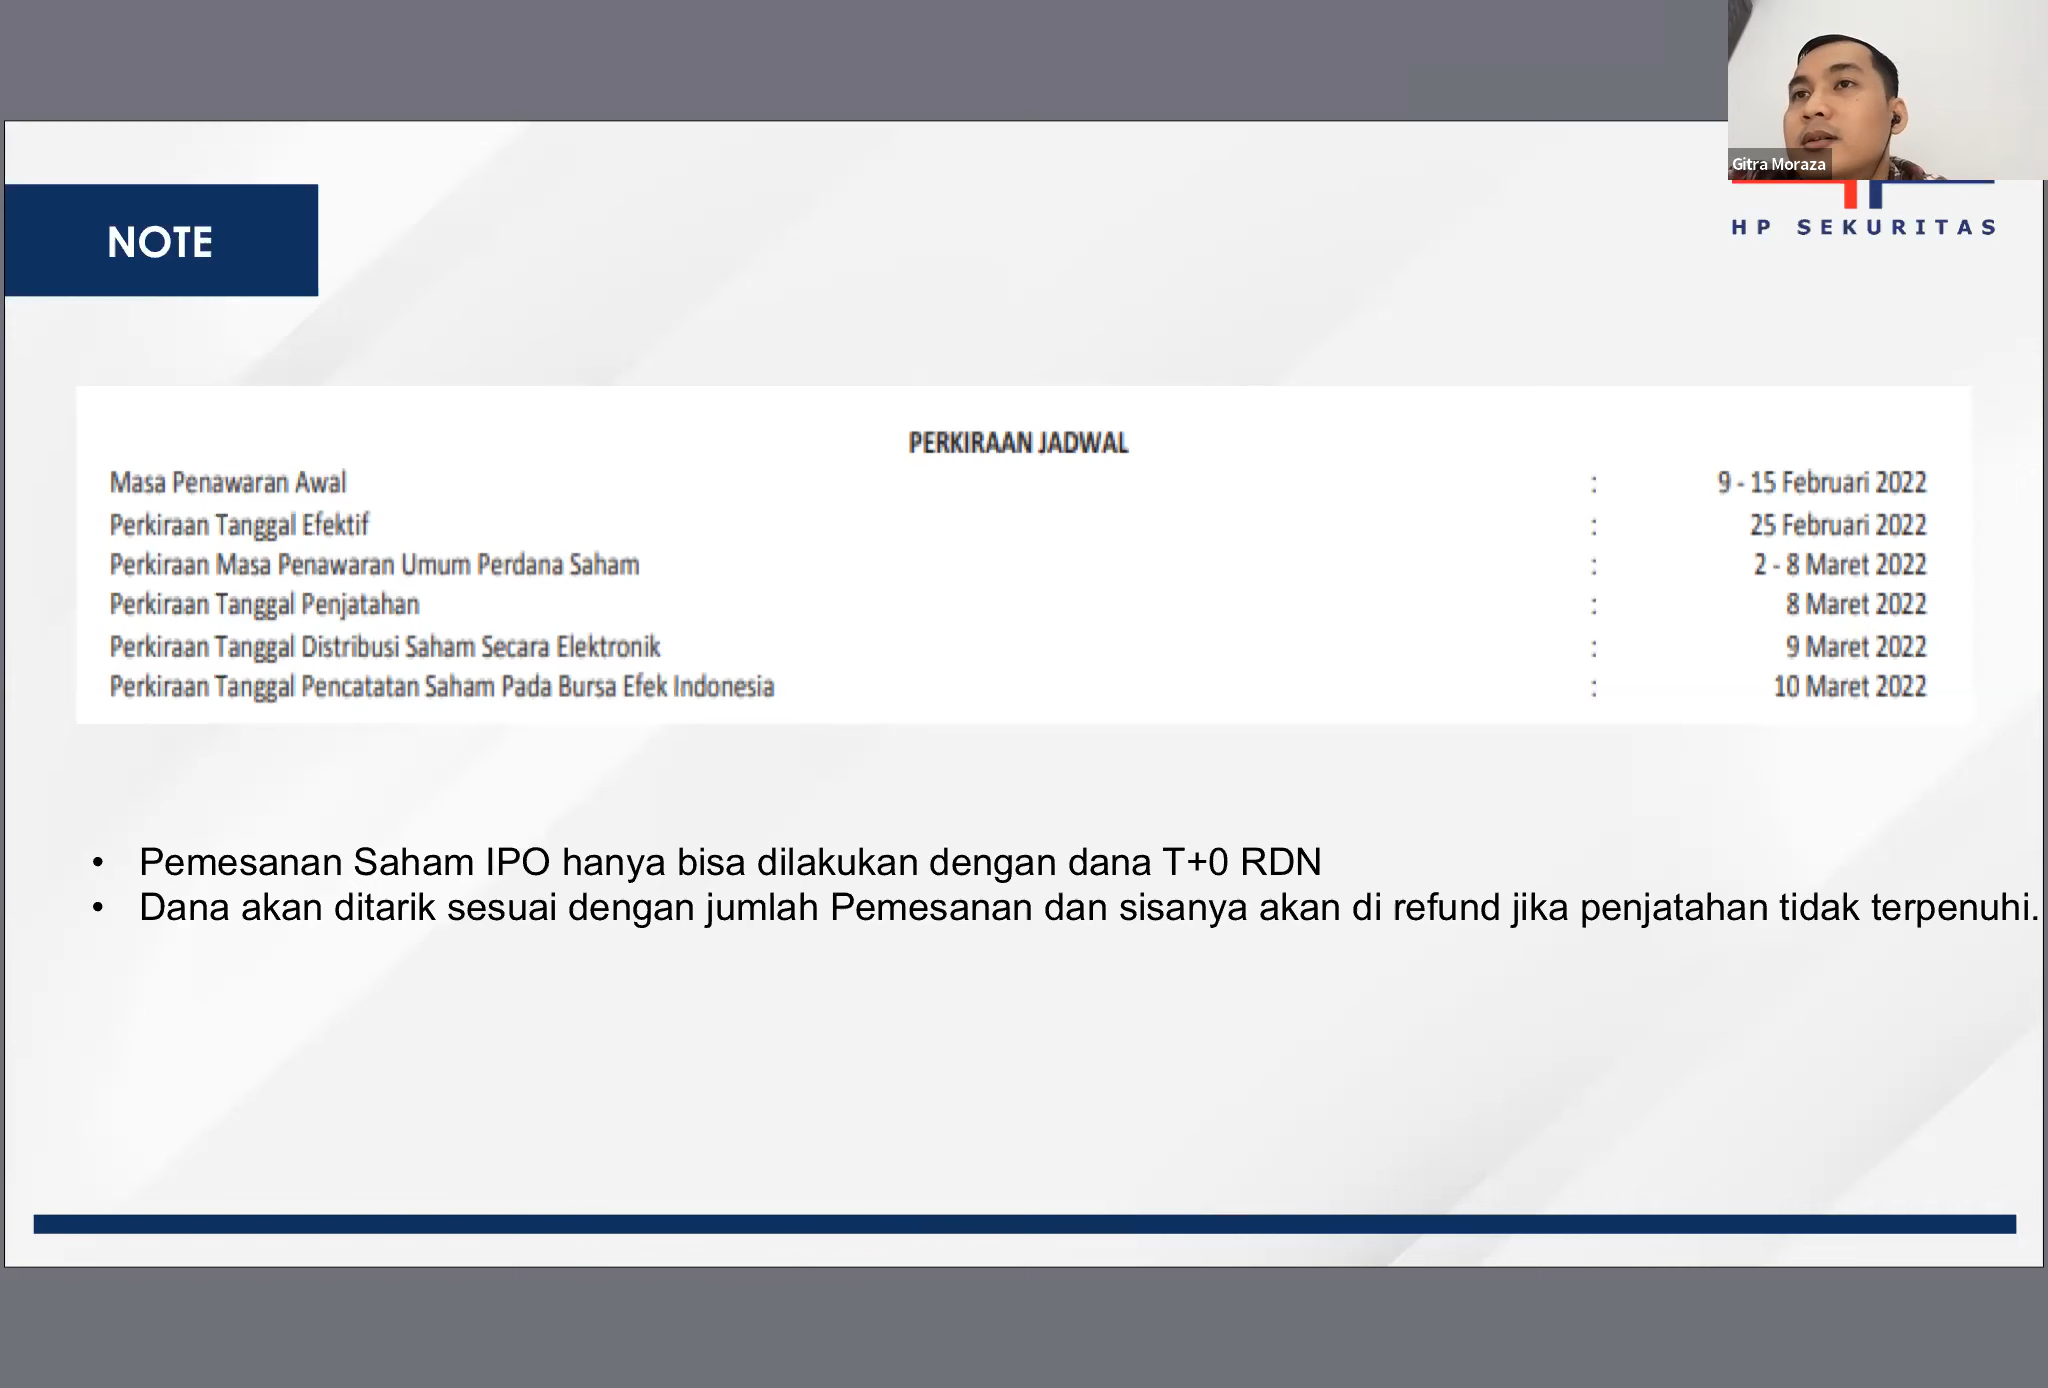 Gitra Moraza
HP SEKURITAS
NOTE
PERKIRAAN JADWAL
Masa Penawaran Awal : 9 - 15 Februari 2022
Perkiraan Tanggal Efektif : 25 Februari 2022
Perkiraan Masa Penawaran Umum Perdana Saham : 2 - 8 Maret 2022
Perkiraan Tanggal Penjatahan : 8 Maret 2022
Perkiraan Tanggal Distribusi Saham Secara Elektronik : 9 Maret 2022
Perkiraan Tanggal Pencatatan Saham Pada Bursa Efek Indonesia : 10 Maret 2022
• Pemesanan Saham IPO hanya bisa dilakukan dengan dana T+0 RDN
• Dana akan ditarik sesuai dengan jumlah Pemesanan dan sisanya akan di refund jika penjatahan tidak terpenuhi.